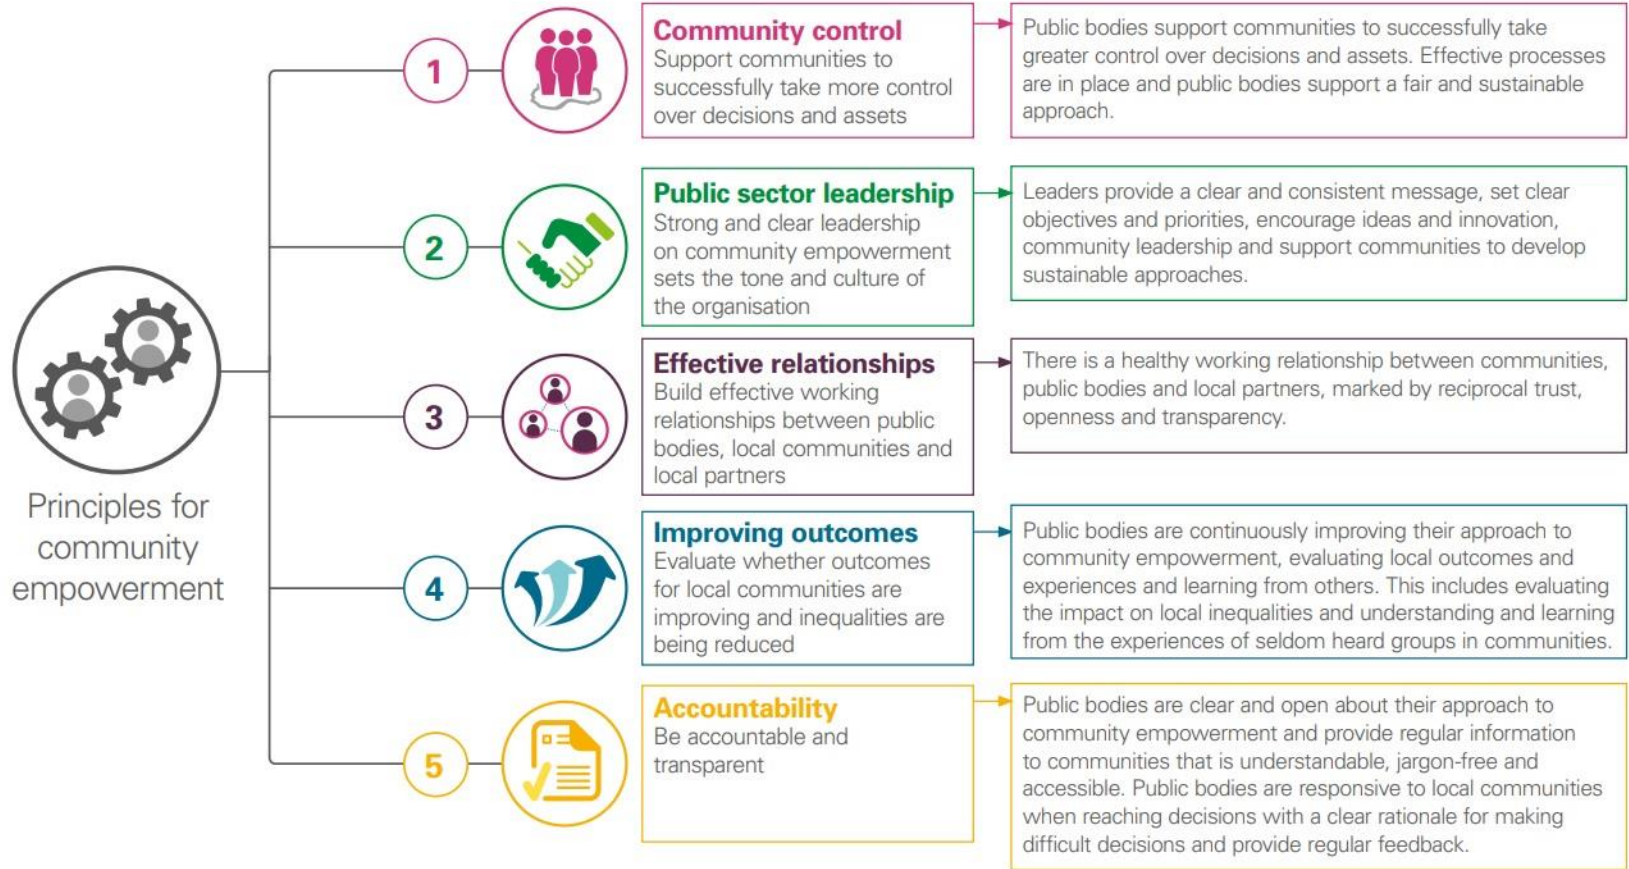 Principles for
community
empowerment
1
Community control
Support communities to
successfully take more control
over decisions and assets
Public bodies support communities to successfully take
greater control over decisions and assets. Effective processes
are in place and public bodies support a fair and sustainable
approach.
2
Public sector leadership
Strong and clear leadership
on community empowerment
sets the tone and culture of
the organisation
Leaders provide a clear and consistent message, set clear
objectives and priorities, encourage ideas and innovation,
community leadership and support communities to develop
sustainable approaches.
3
Effective relationships
Build effective working
relationships between public
bodies, local communities and
local partners
There is a healthy working relationship between communities,
public bodies and local partners, marked by reciprocal trust,
openness and transparency.
4
Improving outcomes
Evaluate whether outcomes
for local communities are
improving and inequalities are
being reduced
Public bodies are continuously improving their approach to
community empowerment, evaluating local outcomes and
experiences and learning from others. This includes evaluating
the impact on local inequalities and understanding and learning
from the experiences of seldom heard groups in communities.
5
Accountability
Be accountable and
transparent
Public bodies are clear and open about their approach to
community empowerment and provide regular information
to communities that is understandable, jargon-free and
accessible. Public bodies are responsive to local communities
when reaching decisions with a clear rationale for making
difficult decisions and provide regular feedback.